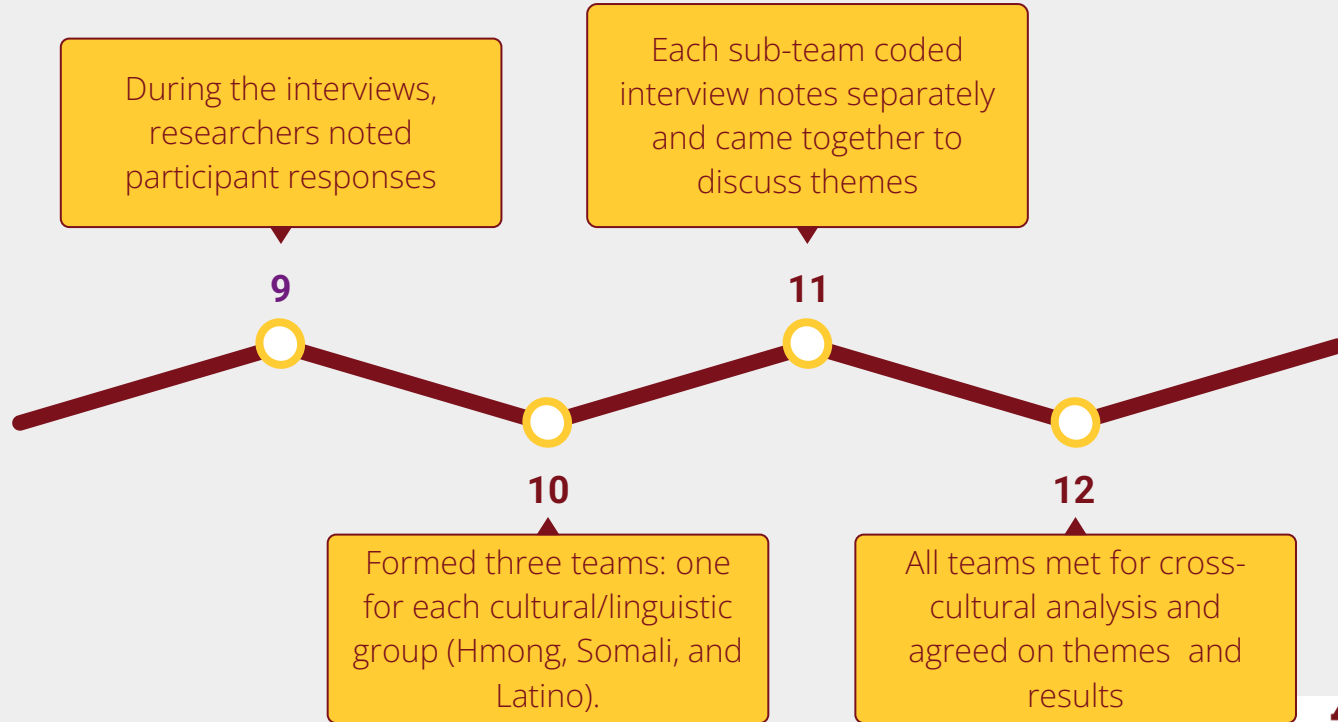 During the interviews,
researchers noted
participant responses
9
Formed three teams: one
for each cultural/linguistic
group (Hmong, Somali, and
Latino).
10
Each sub-team coded
interview notes separately
and came together to
discuss themes
11
All teams met for cross-
cultural analysis and
agreed on themes  and
results
12